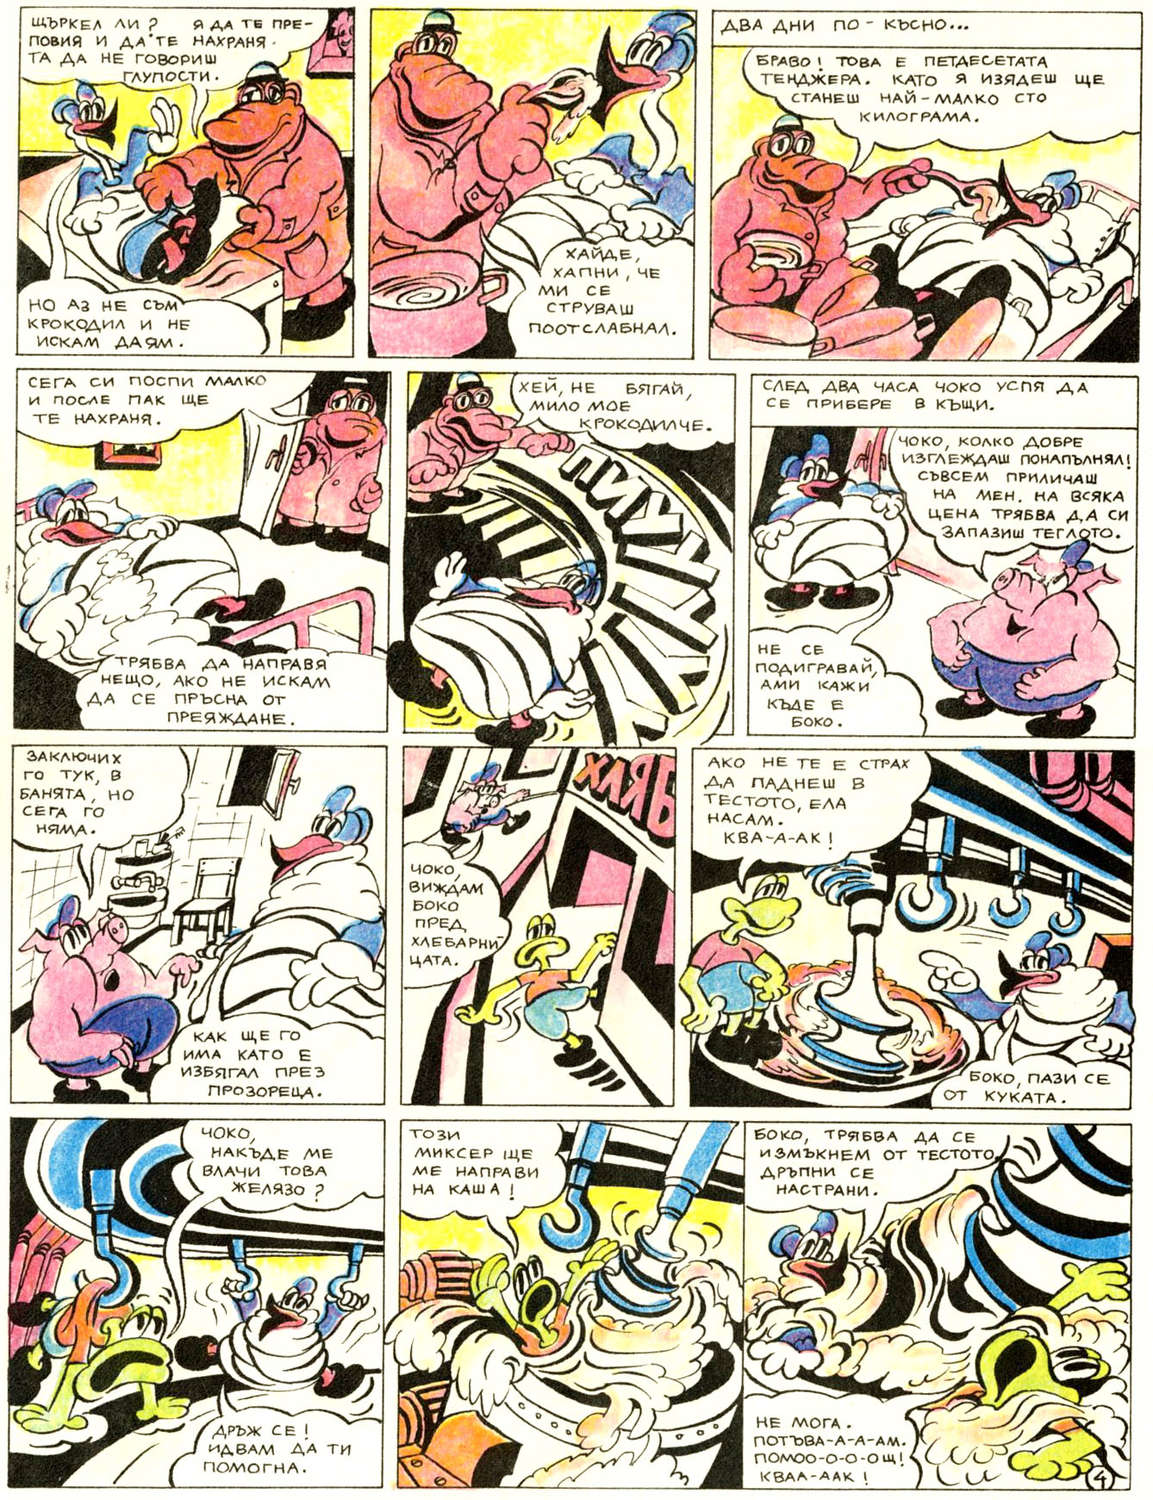 ЩЪРКЕЛ ЛИ? Я ДА ТЕ ПРЕ-
ПОВИЯ И ДА ТЕ НАХРАНЯ.
ТА ДА НЕ ГОВОРИШ
ГЛУПОСТИ.
НО АЗ НЕ СЪМ
КРОКОДИЛ И НЕ
ИСКАМ ДА ЯМ.
ХАЙДЕ,
ХАПНИ, ЧЕ
МИ СЕ
СТРУВАШ
ПООТСЛАБНАЛ.
ДВА ДНИ ПО-КЪСНО...
БРАВО! ТОВА Е ПЕТДЕСЕТАТА
ТЕНДЖЕРА. КАТО Я ИЗЯДЕШ ЩЕ
СТАНЕШ НАЙ-МАЛКО СТО
КИЛОГРАМА.
СЕГА СИ ПОСПИ МАЛКО
И ПОСЛЕ ПАК ЩЕ
ТЕ НАХРАНЯ.
ТРЯБВА ДА НАПРАВЯ
НЕЩО, АКО НЕ ИСКАМ
ДА СЕ ПРЪСНА ОТ
ПРЕЯЖДАНЕ.
ХЕЙ, НЕ БЯГАЙ,
МИЛО МОЕ
КРОКОДИЛЧЕ.
СЛЕД ДВА ЧАСА ЧОКО УСПЯ ДА
СЕ ПРИБЕРЕ В КЪЩИ.
ЧОКО, КОЛКО ДОБРЕ
ИЗГЛЕЖДАШ ПОНАПЪЛНЯЛ!
СЪВСЕМ ПРИЛИЧАШ
НА МЕН. НА ВСЯКА
ЦЕНА ТРЯБВА ДА СИ
ЗАПАЗИШ ТЕГЛОТО.
НЕ СЕ
ПОДИГРАВАЙ,
АМИ КАЖИ
КЪДЕ Е
БОКО.
ЗАКЛЮЧИХ
ГО ТУК, В
БАНЯТА, НО
СЕГА ГО
НЯМА.
КАК ЩЕ ГО
ИМА КАТО Е
ИЗБЯГАЛ ПРЕЗ
ПРОЗОРЕЦА.
ХЛЯБ
ЧОКО,
ВИЖДАМ
БОКО
ПРЕД
ХЛЕБАРНИ-
ЦАТА.
АКО НЕ ТЕ Е СТРАХ
ДА ПАДНЕШ В
ТЕСТОТО, ЕЛА
НАСАМ.
КВА-А-АК!
БОКО, ПАЗИ СЕ
ОТ КУКАТА.
ЧОКО,
НАКЪДЕ МЕ
ВЛАЧИ ТОВА
ЖЕЛЯЗО?
ДРЪЖ СЕ!
ИДВАМ ДА ТИ
ПОМОГНА.
ТОЗИ
МИКСЕР ЩЕ
МЕ НАПРАВИ
НА КАША!
БОКО, ТРЯБВА ДА СЕ
ИЗМЪКНЕМ ОТ ТЕСТОТО.
ДРЪПНИ СЕ
НАСТРАНИ.
НЕ МОГА.
ПОТЪВА-А-А-АМ.
ПОМОО-О-О-ОЩ!
КВАА-ААК!
4